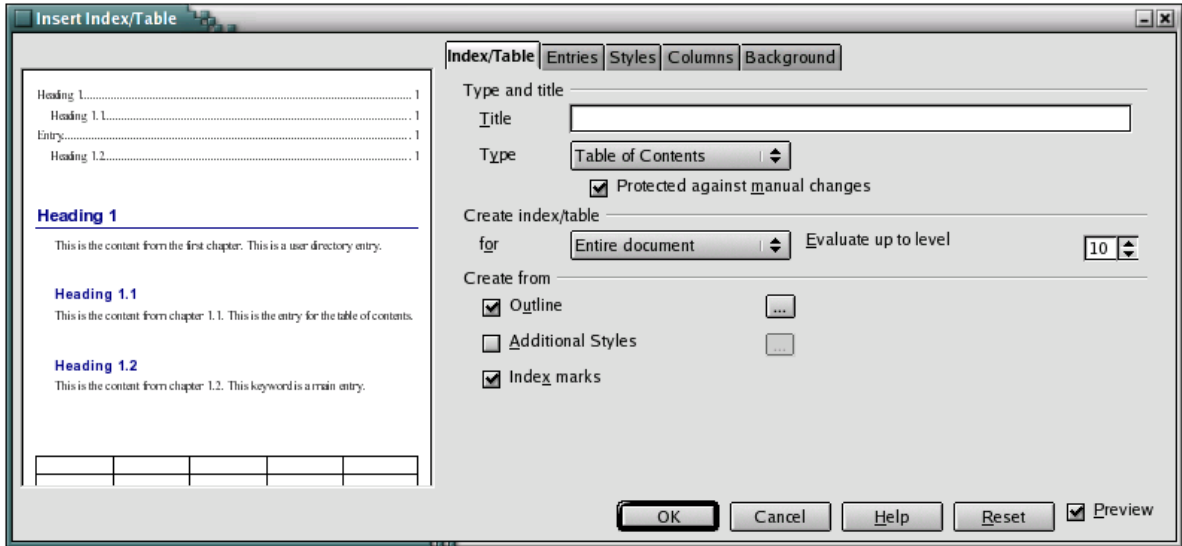 Insert Index/Table
Heading 1 1
Heading 1.1 1
Entry 1
Heading 1.2 1
Heading 1
This is the content from the first chapter. This is a user directory entry.
Heading 1.1
This is the content from chapter 1.1. This is the entry for the table of contents.
Heading 1.2
This is the content from chapter 1.2. This keyword is a main entry.
Index/Table Entries Styles Columns Background
Type and title
Title
Type Table of Contents
Protected against manual changes
Create index/table
for Entire document Evaluate up to level 10
Create from
Outline ...
Additional Styles ...
Index marks
OK Cancel Help Reset Preview